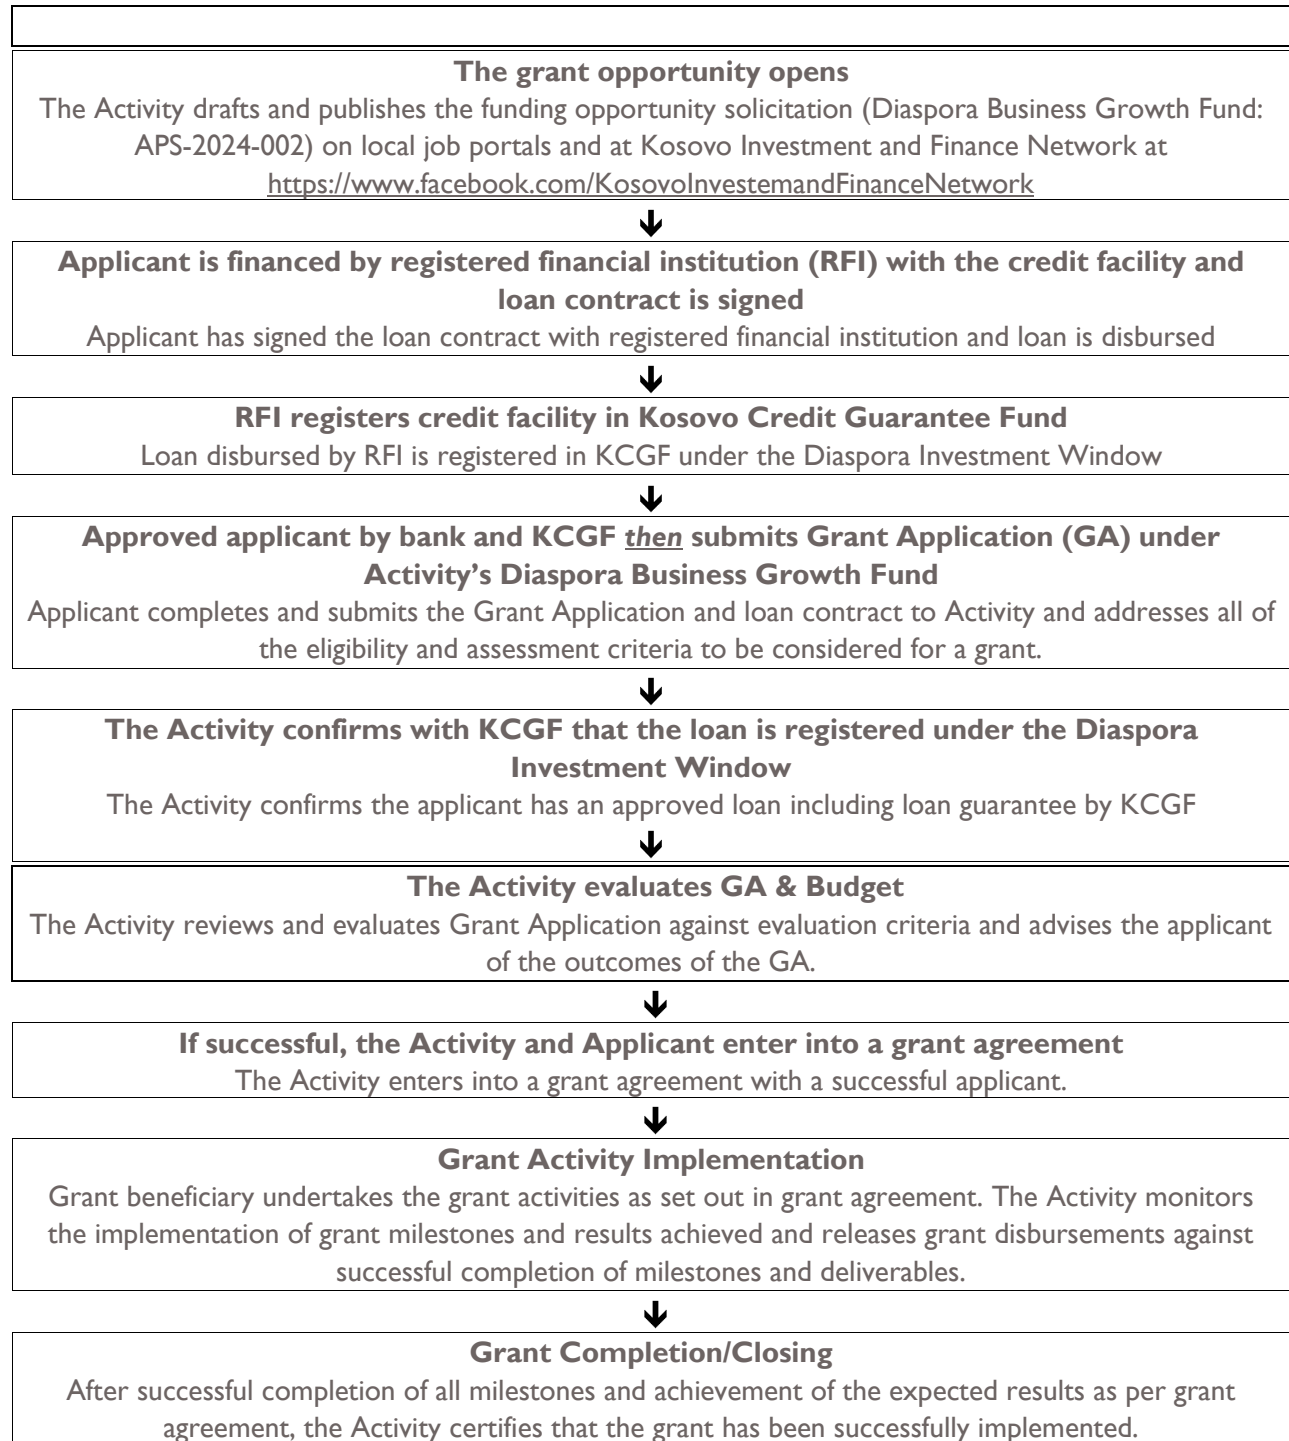 The grant opportunity opens
The Activity drafts and publishes the funding opportunity solicitation (Diaspora Business Growth Fund:
APS-2024-002) on local job portals and at Kosovo Investment and Finance Network at
https://www.facebook.com/KosovoInvestemandFinanceNetwork
Applicant is financed by registered financial institution (RFI) with the credit facility and
loan contract is signed
Applicant has signed the loan contract with registered financial institution and loan is disbursed
RFI registers credit facility in Kosovo Credit Guarantee Fund
Loan disbursed by RFI is registered in KCGF under the Diaspora Investment Window
Approved applicant by bank and KCGF then submits Grant Application (GA) under
Activity’s Diaspora Business Growth Fund
Applicant completes and submits the Grant Application and loan contract to Activity and addresses all of
the eligibility and assessment criteria to be considered for a grant.
The Activity confirms with KCGF that the loan is registered under the Diaspora
Investment Window
The Activity confirms the applicant has an approved loan including loan guarantee by KCGF
The Activity evaluates GA & Budget
The Activity reviews and evaluates Grant Application against evaluation criteria and advises the applicant
of the outcomes of the GA.
If successful, the Activity and Applicant enter into a grant agreement
The Activity enters into a grant agreement with a successful applicant.
Grant Activity Implementation
Grant beneficiary undertakes the grant activities as set out in grant agreement. The Activity monitors
the implementation of grant milestones and results achieved and releases grant disbursements against
successful completion of milestones and deliverables.
Grant Completion/Closing
After successful completion of all milestones and achievement of the expected results as per grant
agreement, the Activity certifies that the grant has been successfully implemented.